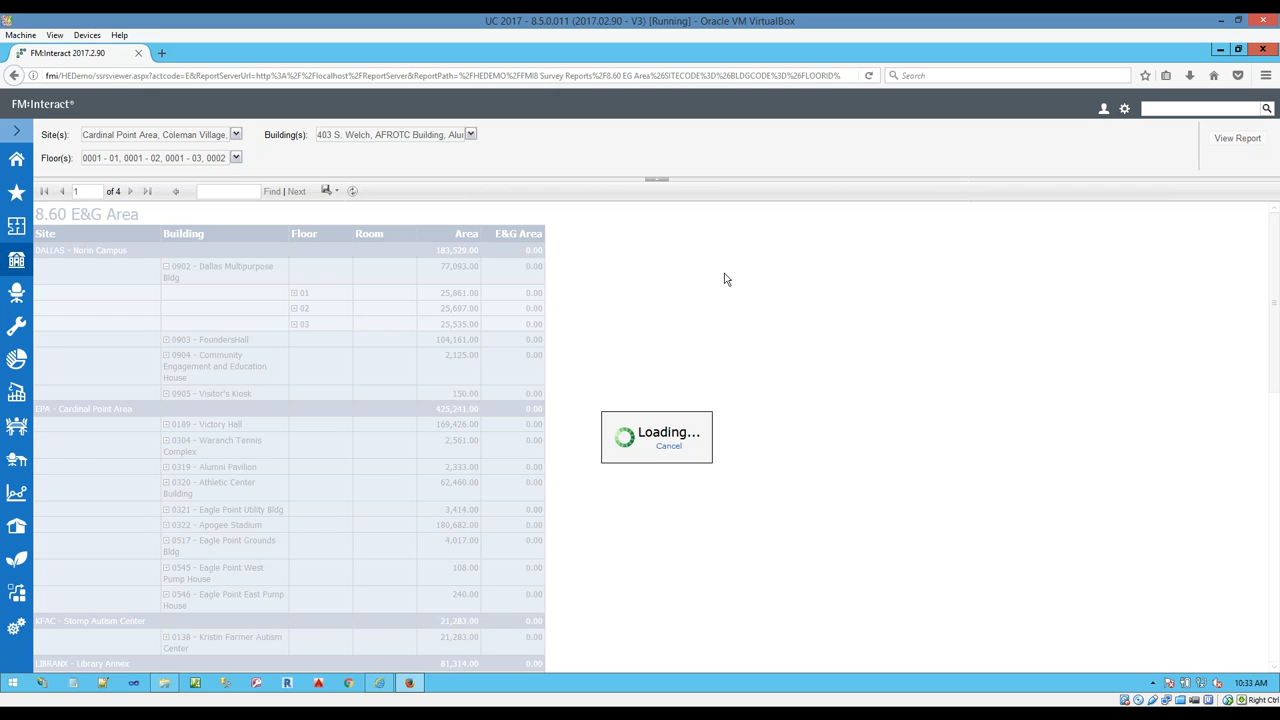 UC 2017 - 8.5.0.011 (2017.02.90 - V3) [Running] - Oracle VM VirtualBox
Machine View Devices Help
FM:Interact 2017.2.90
fmi/HEDemo/ssrsviewer.aspx?actcode=E&ReportServerUrl=http%3A%2F%2Flocalhost%2FReportServer&ReportPath=%2FHEDEMO%2FFMI8 Survey Reports%2F8.60 EG Area%26SITECODE%3D%26BLDGCODE%3D%26FLOORID%
Search
FM:Interact®
Site(s): Cardinal Point Area, Coleman Village, Building(s): 403 S. Welch, AFROTC Building, Alu
View Report
Floor(s): 0001 - 01, 0001 - 02, 0001 - 03, 0002
1 of 4 Find | Next
8.60 E&G Area
Site Building Floor Room Area E&G Area
DALLAS - Norin Campus 183,529.00 0.00
0902 - Dallas Multipurpose 77,093.00 0.00
Bldg
01 25,861.00 0.00
02 25,697.00 0.00
03 25,535.00 0.00
0903 - FoundersHall 104,161.00 0.00
0904 - Community 2,125.00 0.00
Engagement and Education
House
0905 - Visitor's Kiosk 150.00 0.00
EPA - Cardinal Point Area 425,241.00 0.00
0189 - Victory Hall 169,426.00 0.00
0304 - Waranch Tennis 2,561.00 0.00
Complex
0319 - Alumni Pavilion 2,333.00 0.00
0320 - Athletic Center 62,460.00 0.00
Building
0321 - Eagle Point Utility Bldg 3,414.00 0.00
0322 - Apogee Stadium 180,682.00 0.00
0517 - Eagle Point Grounds 4,017.00 0.00
Bldg
0545 - Eagle Point West 108.00 0.00
Pump House
0546 - Eagle Point East Pump 240.00 0.00
House
KFAC - Stomp Autism Center 21,283.00 0.00
0138 - Kristin Farmer Autism 21,283.00 0.00
Center
LIBRANX - Library Annex 81,314.00 0.00
Loading...
Cancel
10:33 AM
Right Ctrl